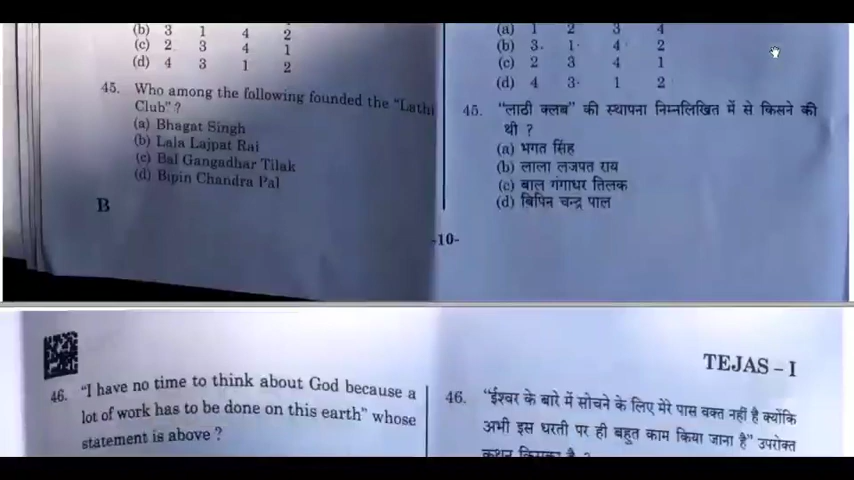 (b) 3 1 4 2
(c) 2 3 4 1
(d) 4 3 1 2
45. Who among the following founded the "Lathi
Club" ?
(a) Bhagat Singh
(b) Lala Lajpat Rai
(c) Bal Gangadhar Tilak
(d) Bipin Chandra Pal
B
(a) 1 2 3 4
(b) 3 1 4 2
(c) 2 3 4 1
(d) 4 3 1 2
45. "लाठी क्लब" की स्थापना निम्नलिखित में से किसने की
थी ?
(a) भगत सिंह
(b) लाला लजपत राय
(c) बाल गंगाधर तिलक
(d) बिपिन चन्द्र पाल
-10-
TEJAS – I
46. "I have no time to think about God because a
lot of work has to be done on this earth" whose
statement is above ?
46. "ईश्वर के बारे में सोचने के लिए मेरे पास वक्त नहीं है क्योंकि
अभी इस धरती पर ही बहुत काम किया जाना है" उपरोक्त